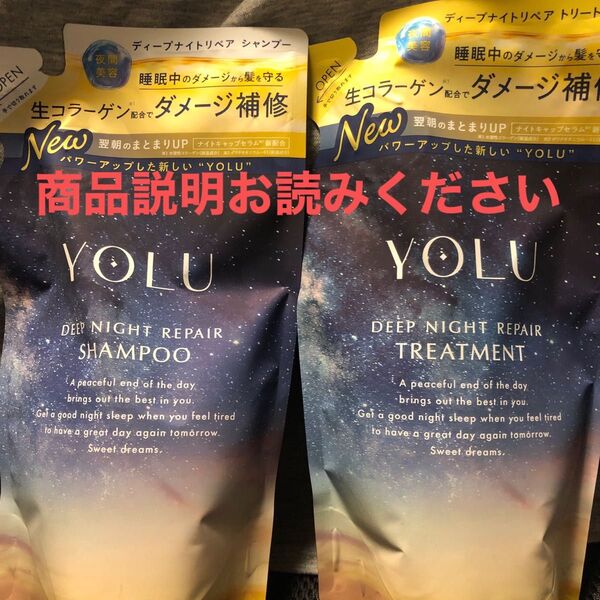 ディープナイトリペア シャンプー
夜間
美容
OPEN
睡眠中のダメージから髪を守る
生コラーゲン配合でダメージ補修
New
翌朝のまとまりUP
ナイトキャップセラム 新配合
パワーアップした新しい “YOLU”
YOLU
DEEP NIGHT REPAIR
SHAMPOO
A peaceful end of the day
brings out the best in you.
Get a good night sleep when you feel tired
to have a great day again tomorrow.
Sweet dreams.
ディープナイトリペア トリート
夜間
美容
OPEN
睡眠中のダメージから髪を守
生コラーゲン配合でダメージ補
New
翌朝のまとまりUP
ナイトキャップセラム 新配合
パワーアップした新しい “YOLU”
YOLU
DEEP NIGHT REPAIR
TREATMENT
A peaceful end of the day
brings out the best in you.
Get a good night sleep when you feel tired
to have a great day again tomorrow.
Sweet dreams.
商品説明お読みください